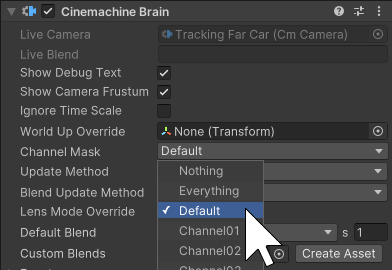 Cinemachine Brain
Live Camera Tracking Far Car (Cm Camera)
Live Blend
Show Debug Text
Show Camera Frustum
Ignore Time Scale
World Up Override None (Transform)
Channel Mask Default
Update Method Nothing
Blend Update Method Everything
Lens Mode Override Default
Default Blend Channel01 s 1
Custom Blends Channel02 Create Asset